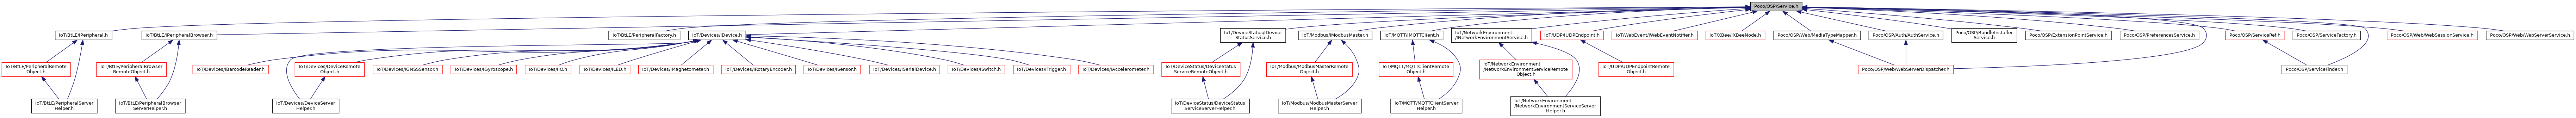 Poco/OSP/Service.h
IoT/BtLE/IPeripheral.h
IoT/BtLE/IPeripheralBrowser.h
IoT/BtLE/PeripheralFactory.h
IoT/Devices/IDevice.h
IoT/DeviceStatus/IDevice
StatusService.h
IoT/Modbus/IModbusMaster.h
IoT/MQTT/IMQTTClient.h
IoT/NetworkEnvironment
/INetworkEnvironmentService.h
IoT/UDP/IUDPEndpoint.h
IoT/WebEvent/IWebEventNotifier.h
IoT/XBee/IXBeeNode.h
Poco/OSP/Web/MediaTypeMapper.h
Poco/OSP/Auth/AuthService.h
Poco/OSP/BundleInstaller
Service.h
Poco/OSP/ExtensionPointService.h
Poco/OSP/PreferencesService.h
Poco/OSP/ServiceRef.h
Poco/OSP/ServiceFactory.h
Poco/OSP/Web/WebSessionService.h
Poco/OSP/Web/WebServerService.h
IoT/BtLE/PeripheralRemote
Object.h
IoT/BtLE/PeripheralBrowser
RemoteObject.h
IoT/Devices/IBarcodeReader.h
IoT/Devices/DeviceRemote
Object.h
IoT/Devices/IGNSSSensor.h
IoT/Devices/IGyroscope.h
IoT/Devices/IIO.h
IoT/Devices/ILED.h
IoT/Devices/IMagnetometer.h
IoT/Devices/IRotaryEncoder.h
IoT/Devices/ISensor.h
IoT/Devices/ISerialDevice.h
IoT/Devices/ISwitch.h
IoT/Devices/ITrigger.h
IoT/Devices/IAccelerometer.h
IoT/DeviceStatus/DeviceStatus
ServiceRemoteObject.h
IoT/Modbus/ModbusMasterRemote
Object.h
IoT/MQTT/MQTTClientRemote
Object.h
IoT/NetworkEnvironment
/NetworkEnvironmentServiceRemote
Object.h
IoT/UDP/UDPEndpointRemote
Object.h
Poco/OSP/Web/WebServerDispatcher.h
Poco/OSP/ServiceFinder.h
IoT/BtLE/PeripheralServer
Helper.h
IoT/BtLE/PeripheralBrowser
ServerHelper.h
IoT/Devices/DeviceServer
Helper.h
IoT/DeviceStatus/DeviceStatus
ServiceServerHelper.h
IoT/Modbus/ModbusMasterServer
Helper.h
IoT/MQTT/MQTTClientServer
Helper.h
IoT/NetworkEnvironment
/NetworkEnvironmentServiceServer
Helper.h